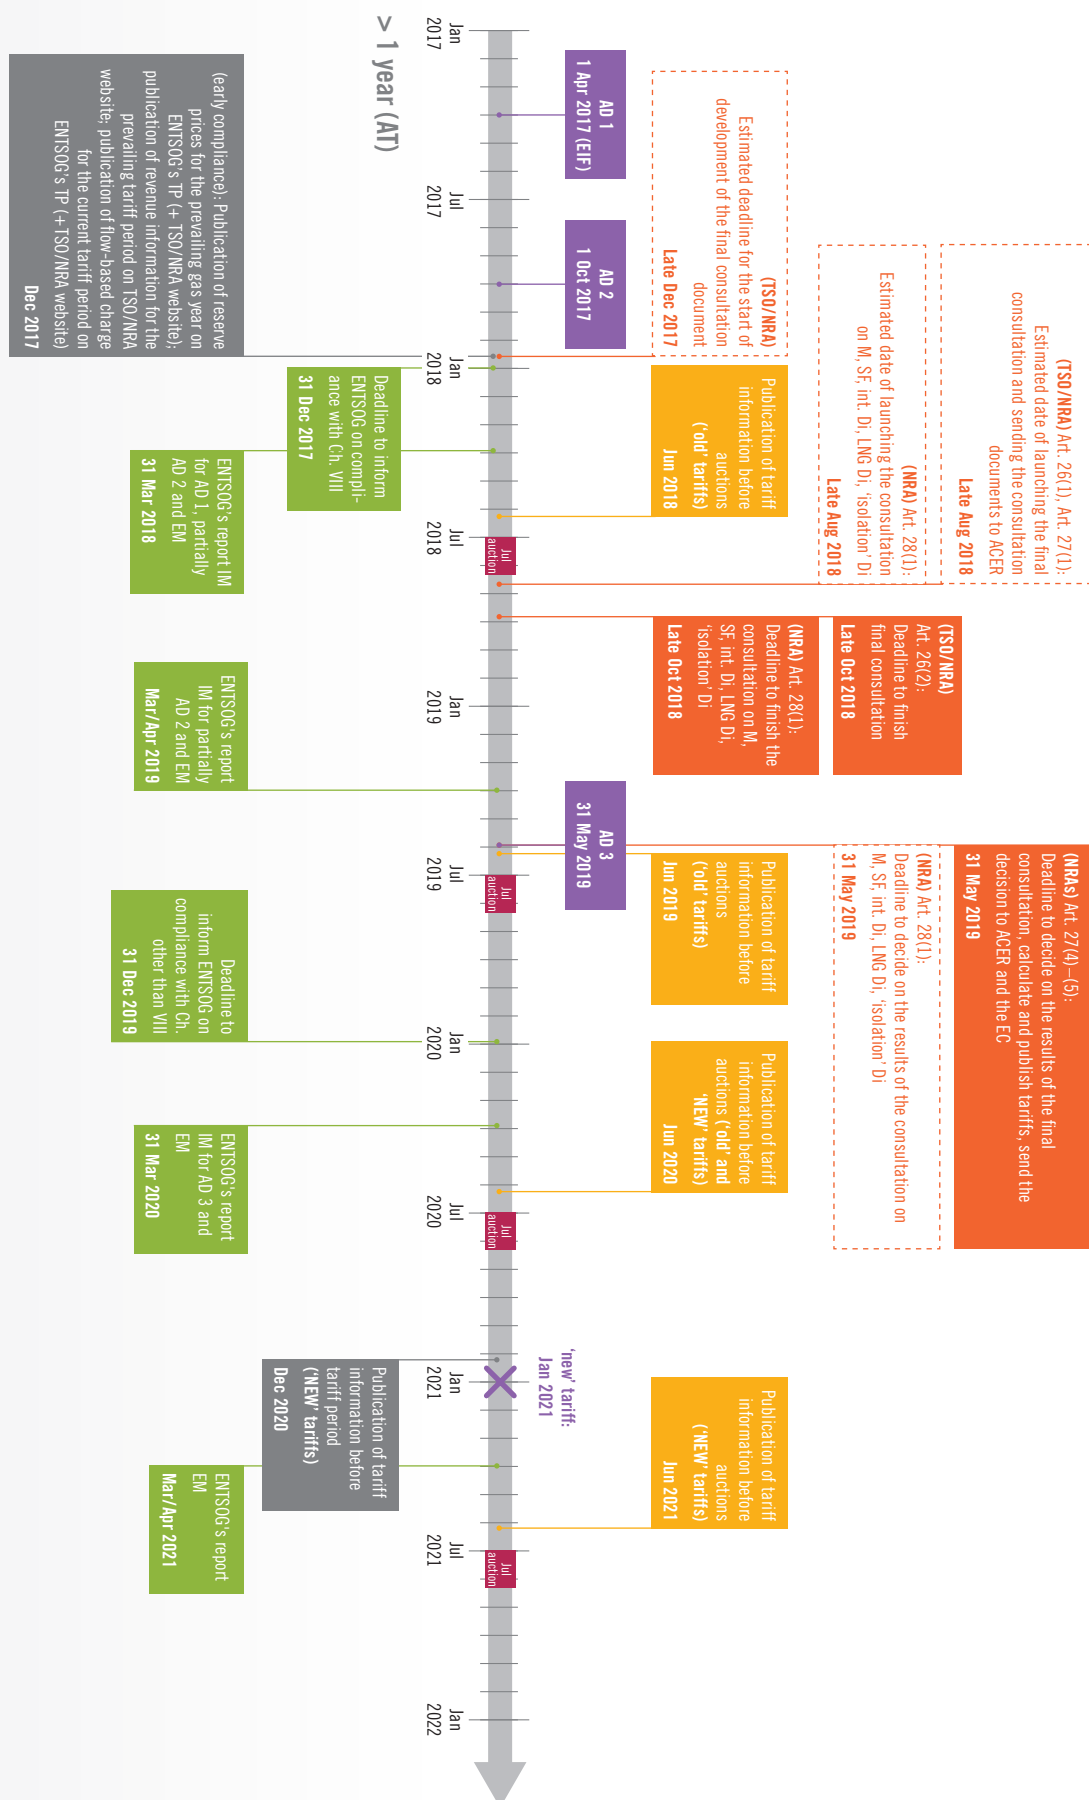 (TSO/NRA) Art. 26(1), Art. 27(1):
Estimated date of launching the final
consultation and sending the consultation
documents to ACER
Late Aug 2018
(NRA) Art. 28(1):
Estimated date of launching the consultation
on M, SF, int. Di, LNG Di, ‘isolation’ Di
Late Aug 2018
(TSO/NRA)
Estimated deadline for the start of
development of the final consultation
document
Late Dec 2017
(TSO/NRA)
Art. 26(2):
Deadline to finish
final consultation
Late Oct 2018
(NRA) Art. 28(1):
Deadline to finish the
consultation on M,
SF, int. Di, LNG Di,
‘isolation’ Di
Late Oct 2018
(NRAs) Art. 27(4)–(5):
Deadline to decide on the results of the final
consultation, calculate and publish tariffs, send the
decision to ACER and the EC
31 May 2019
(NRA) Art. 28(1):
Deadline to decide on the results of the consultation on
M, SF, int. Di, LNG Di, ‘isolation’ Di
31 May 2019
Publication of tariff
information before
auctions
(‘old’ tariffs)
Jun 2018
Publication of tariff
information before
auctions
(‘old’ tariffs)
Jun 2019
Publication of tariff
information before
auctions (‘old’ and
‘NEW’ tariffs)
Jun 2020
Publication of tariff
information before
auctions
(‘NEW’ tariffs)
Jun 2021
AD 1
1 Apr 2017 (EIF)
AD 2
1 Oct 2017
AD 3
31 May 2019
‘new’ tariff:
Jan 2021
Jul
auction
Jul
auction
Jul
auction
Jul
auction
Jan
2017
Jul
2017
Jan
2018
Jul
2018
Jan
2019
Jul
2019
Jan
2020
Jul
2020
Jan
2021
Jul
2021
Jan
2022
> 1 year (AT)
(early compliance): Publication of reserve
prices for the prevailing gas year on
ENTSOG's TP (+ TSO/NRA website);
publication of revenue information for the
prevailing tariff period on TSO/NRA
website; publication of flow-based charge
for the current tariff period on
ENTSOG's TP (+ TSO/NRA website)
Dec 2017
Deadline to inform
ENTSOG on compli-
ance with Ch. VIII
31 Dec 2017
ENTSOG's report IM
for AD 1, partially
AD 2 and EM
31 Mar 2018
ENTSOG's report
IM for partially
AD 2 and EM
Mar/Apr 2019
Deadline to
inform ENTSOG on
compliance with Ch.
other than VIII
31 Dec 2019
ENTSOG's report
IM for AD 3 and
EM
31 Mar 2020
Publication of tariff
information before
tariff period
(‘NEW’ tariffs)
Dec 2020
ENTSOG's report
EM
Mar/Apr 2021